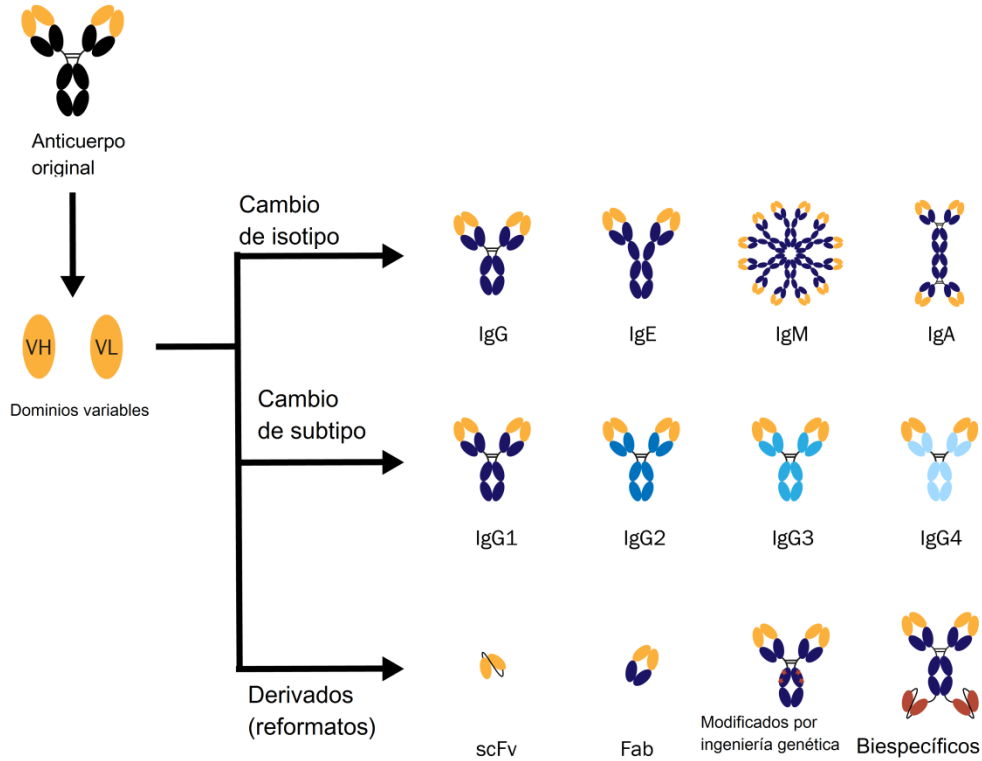 Anticuerpo
original
VH
VL
Dominios variables
Cambio
de isotipo
IgG
IgE
IgM
IgA
Cambio
de subtipo
IgG1
IgG2
IgG3
IgG4
Derivados
(reformatos)
scFv
Fab
Modificados por
ingeniería genética
Biespecíficos